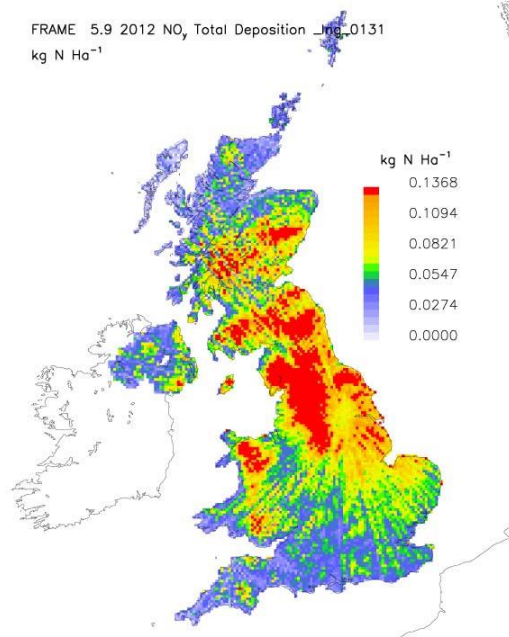 FRAME 5.9 2012 NOy Total Deposition _lng_0131
kg N Ha⁻¹
kg N Ha⁻¹
0.1368
0.1094
0.0821
0.0547
0.0274
0.0000